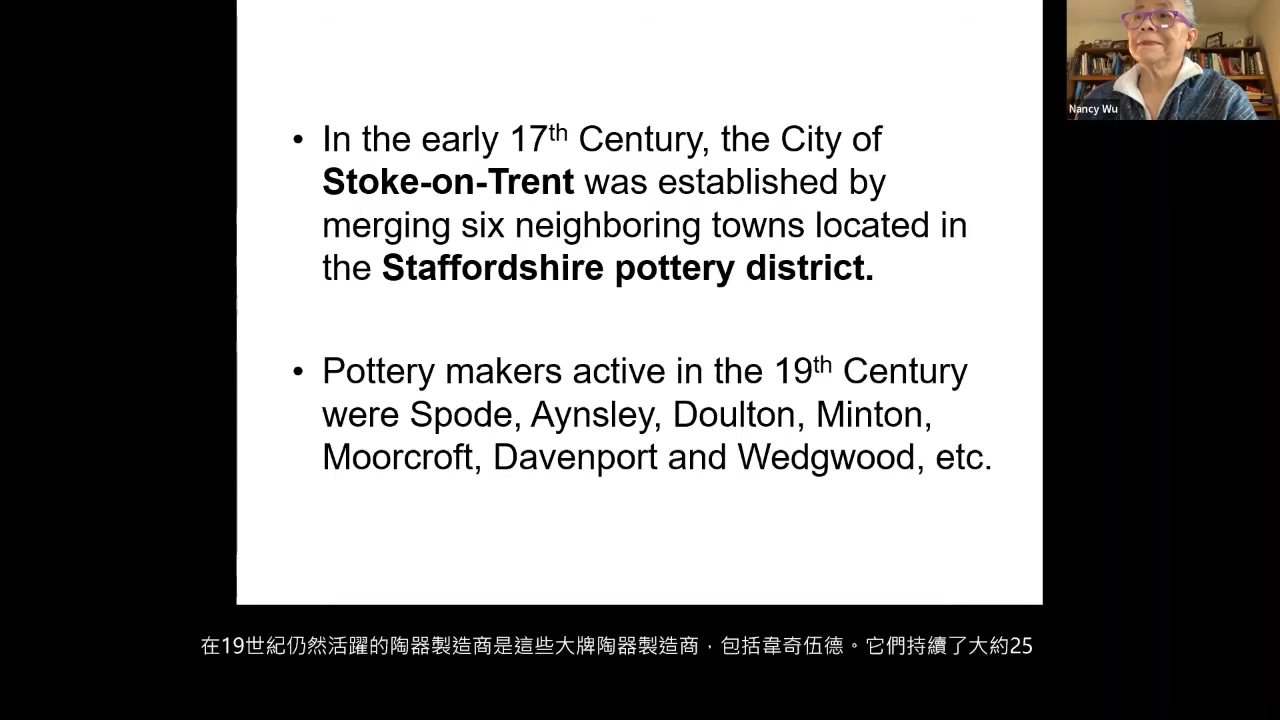 Nancy Wu
• In the early 17th Century, the City of
Stoke-on-Trent was established by
merging six neighboring towns located in
the Staffordshire pottery district.
• Pottery makers active in the 19th Century
were Spode, Aynsley, Doulton, Minton,
Moorcroft, Davenport and Wedgwood, etc.
在19世紀仍然活躍的陶器製造商是這些大牌陶器製造商，包括韋奇伍德。它們持續了大約25